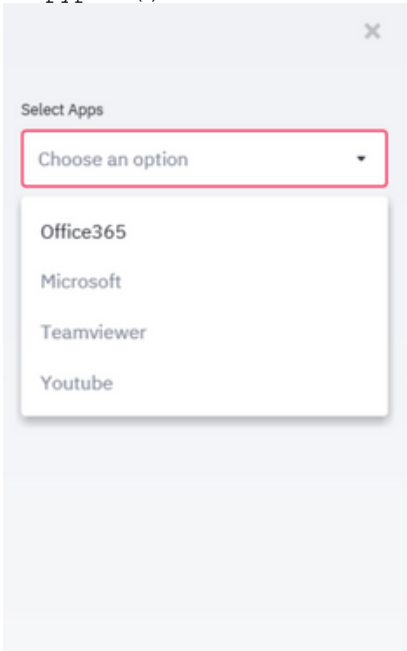 Select Apps
Choose an option
Office365
Microsoft
Teamviewer
Youtube